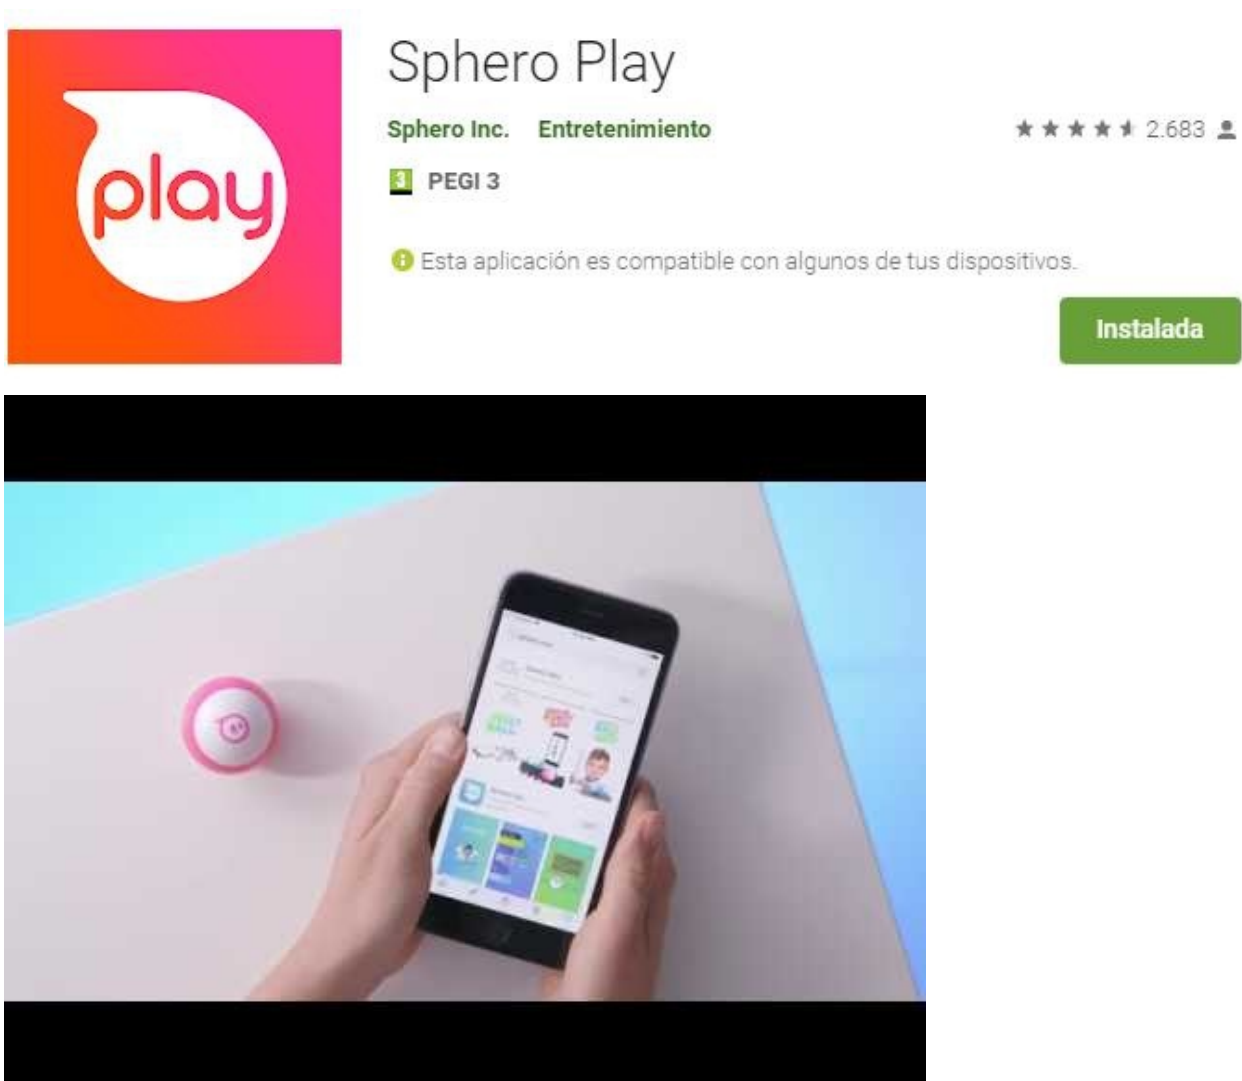 play
Sphero Play
Sphero Inc. Entretenimiento
2.683
3 PEGI 3
Esta aplicación es compatible con algunos de tus dispositivos.
Instalada